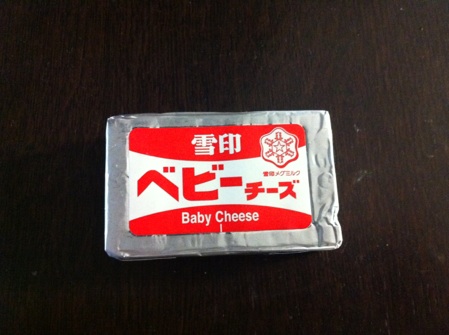 雪印
雪印メグミルク
ベビーチーズ
Baby Cheese